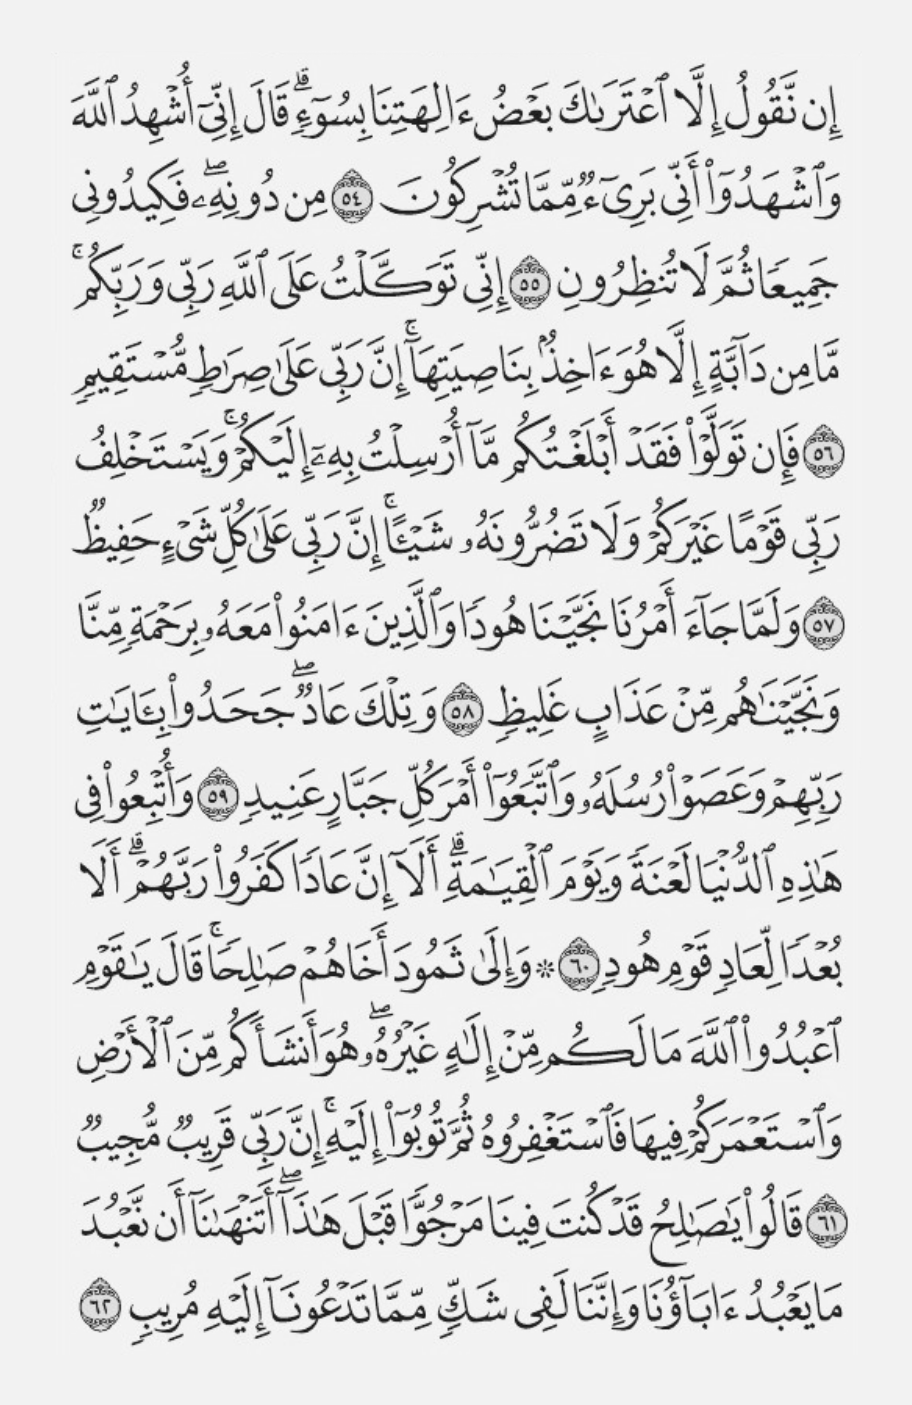 إِن نَّقُولُ إِلَّا ٱعۡتَرَىٰكَ بَعۡضُ ءَالِهَتِنَا بِسُوٓءٖۗ قَالَ إِنِّيٓ أُشۡهِدُ ٱللَّهَ
وَٱشۡهَدُوٓاْ أَنِّي بَرِيٓءٞ مِّمَّا تُشۡرِكُونَ ٥٤ مِن دُونِهِۦۖ فَكِيدُونِي
جَمِيعٗا ثُمَّ لَا تُنظِرُونِ ٥٥ إِنِّي تَوَكَّلۡتُ عَلَى ٱللَّهِ رَبِّي وَرَبِّكُمۚ
مَّا مِن دَآبَّةٍ إِلَّا هُوَ ءَاخِذُۢ بِنَاصِيَتِهَآۚ إِنَّ رَبِّي عَلَىٰ صِرَٰطٖ مُّسۡتَقِيمٖ
٥٦ فَإِن تَوَلَّوۡاْ فَقَدۡ أَبۡلَغۡتُكُم مَّآ أُرۡسِلۡتُ بِهِۦٓ إِلَيۡكُمۡۚ وَيَسۡتَخۡلِفُ
رَبِّي قَوۡمًا غَيۡرَكُمۡ وَلَا تَضُرُّونَهُۥ شَيۡـًٔاۚ إِنَّ رَبِّي عَلَىٰ كُلِّ شَيۡءٍ حَفِيظٞ
٥٧ وَلَمَّا جَآءَ أَمۡرُنَا نَجَّيۡنَا هُودٗا وَٱلَّذِينَ ءَامَنُواْ مَعَهُۥ بِرَحۡمَةٖ مِّنَّا
وَنَجَّيۡنَٰهُم مِّنۡ عَذَابٍ غَلِيظٖ ٥٨ وَتِلۡكَ عَادٞۖ جَحَدُواْ بِـَٔايَٰتِ
رَبِّهِمۡ وَعَصَوۡاْ رُسُلَهُۥ وَٱتَّبَعُوٓاْ أَمۡرَ كُلِّ جَبَّارٍ عَنِيدٖ ٥٩ وَأُتۡبِعُواْ فِي
هَٰذِهِ ٱلدُّنۡيَا لَعۡنَةٗ وَيَوۡمَ ٱلۡقِيَٰمَةِۗ أَلَآ إِنَّ عَادٗا كَفَرُواْ رَبَّهُمۡۗ أَلَا
بُعۡدٗا لِّعَادٖ قَوۡمِ هُودٖ ٦٠ ۞ وَإِلَىٰ ثَمُودَ أَخَاهُمۡ صَٰلِحٗاۚ قَالَ يَٰقَوۡمِ
ٱعۡبُدُواْ ٱللَّهَ مَا لَكُم مِّنۡ إِلَٰهٍ غَيۡرُهُۥۖ هُوَ أَنشَأَكُم مِّنَ ٱلۡأَرۡضِ
وَٱسۡتَعۡمَرَكُمۡ فِيهَا فَٱسۡتَغۡفِرُوهُ ثُمَّ تُوبُوٓاْ إِلَيۡهِۚ إِنَّ رَبِّي قَرِيبٞ مُّجِيبٞ
٦١ قَالُواْ يَٰصَٰلِحُ قَدۡ كُنتَ فِينَا مَرۡجُوّٗا قَبۡلَ هَٰذَآۖ أَتَنۡهَىٰنَآ أَن نَّعۡبُدَ
مَا يَعۡبُدُ ءَابَآؤُنَا وَإِنَّنَا لَفِي شَكّٖ مِّمَّا تَدۡعُونَآ إِلَيۡهِ مُرِيبٖ ٦٢